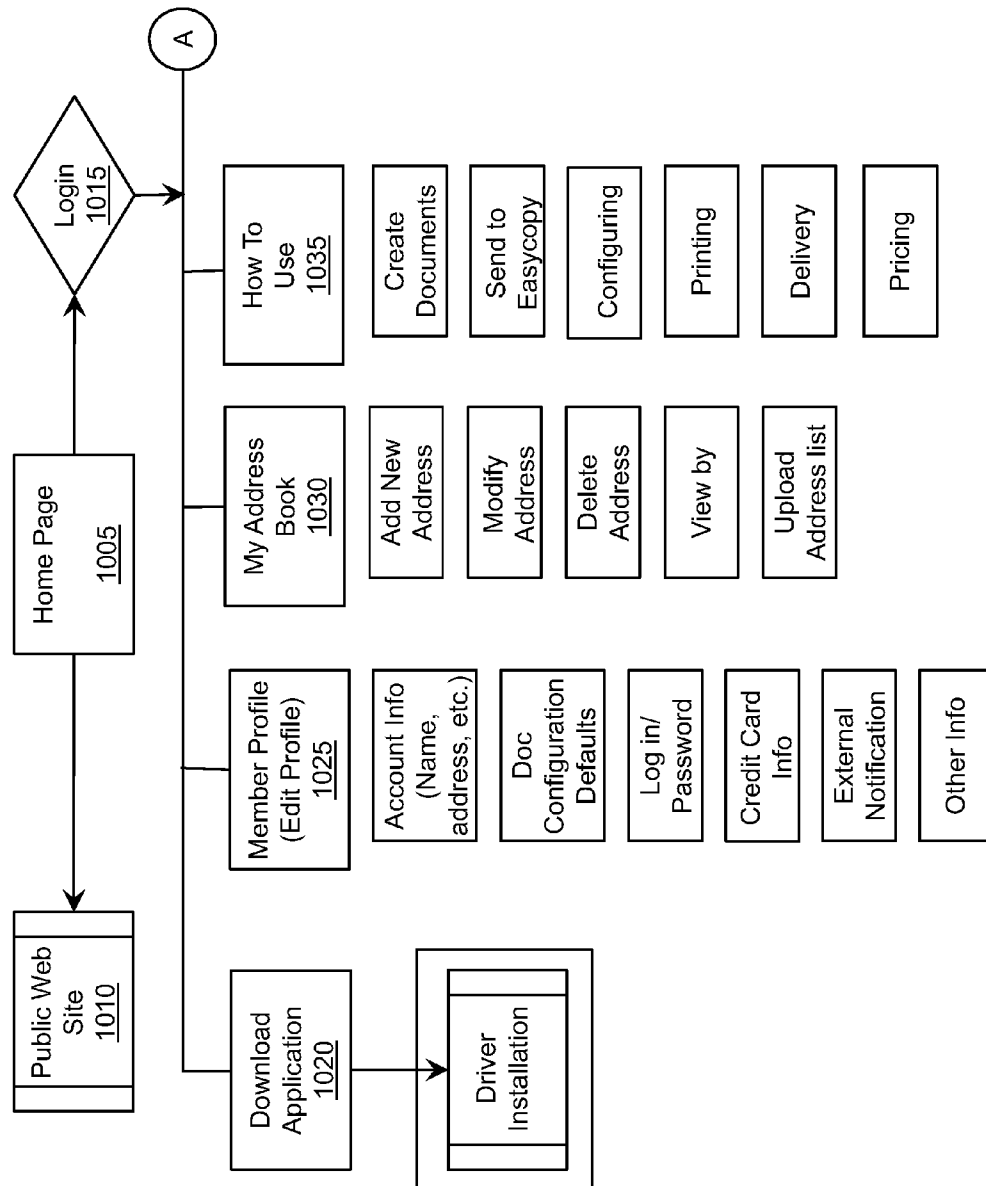 Public Web
Site
1010
Home Page
1005
Login
1015
A
Download
Application
1020
Driver
Installation
Member Profile
(Edit Profile)
1025
Account Info
(Name,
address, etc.)
Doc
Configuration
Defaults
Log in/
Password
Credit Card
Info
External
Notification
Other Info
My Address
Book
1030
Add New
Address
Modify
Address
Delete
Address
View by
Upload
Address list
How To
Use
1035
Create
Documents
Send to
Easycopy
Configuring
Printing
Delivery
Pricing